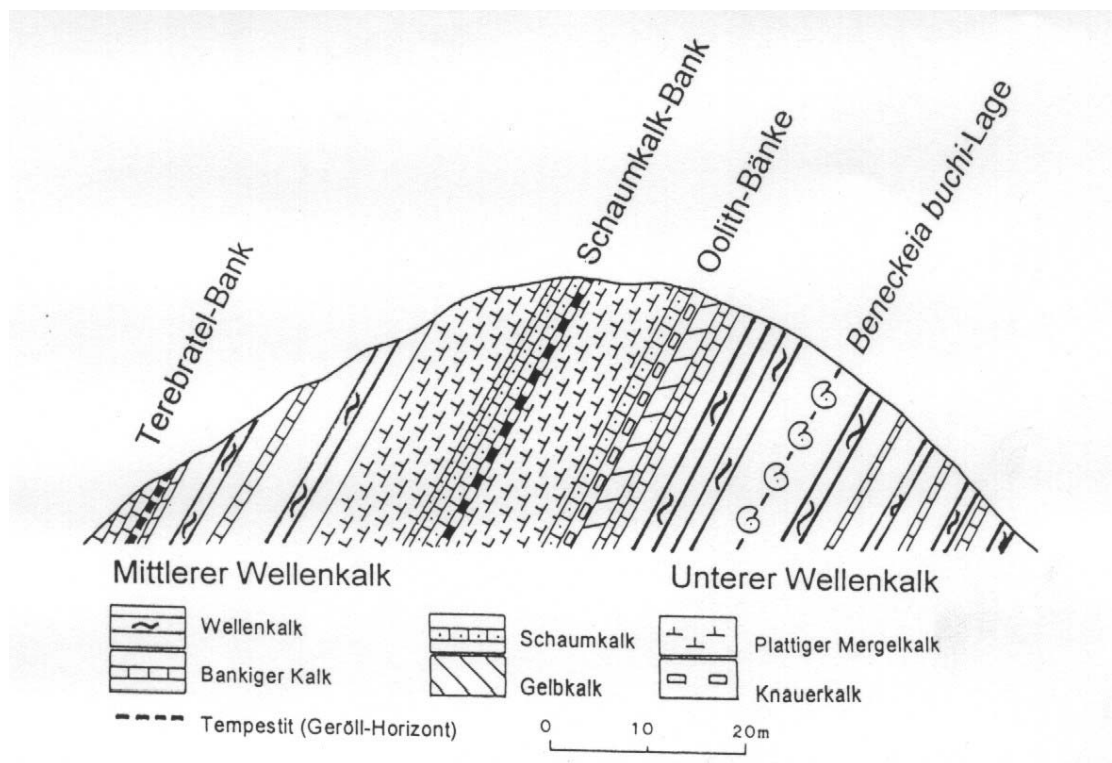 Terebratel-Bank
Schaumkalk-Bank
Oolith-Bänke
Beneckeia buchi-Lage
Mittlerer Wellenkalk
Unterer Wellenkalk
Wellenkalk
Bankiger Kalk
Tempestit (Geröll-Horizont)
Schaumkalk
Gelbkalk
Plattiger Mergelkalk
Knauerkalk
0 10 20m